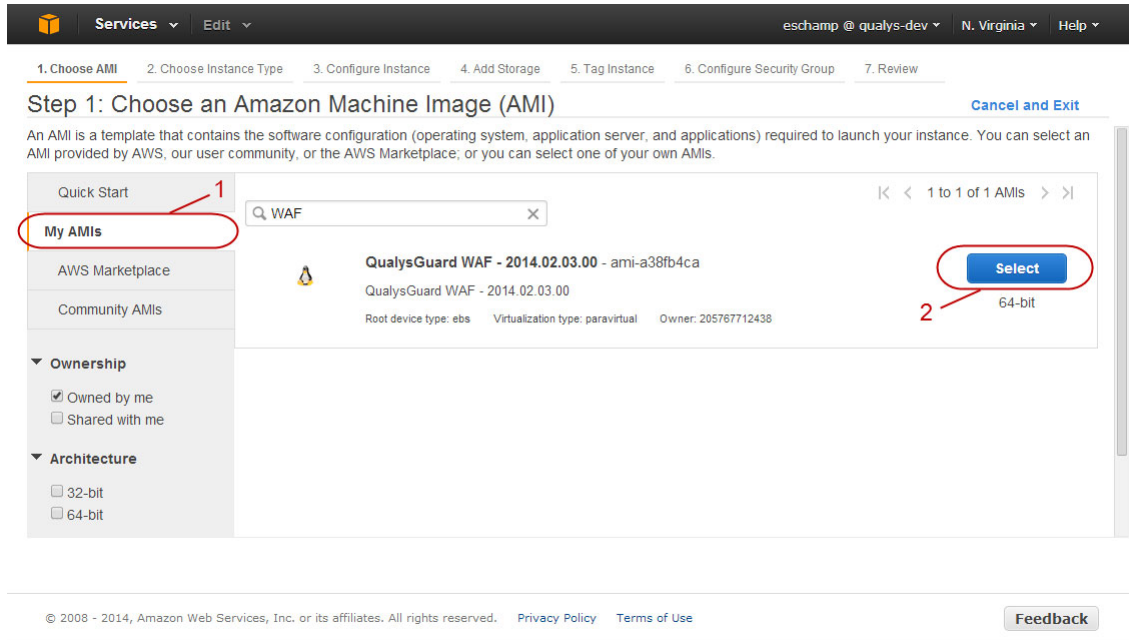 Services Edit eschamp @ qualys-dev N. Virginia Help
1. Choose AMI 2. Choose Instance Type 3. Configure Instance 4. Add Storage 5. Tag Instance 6. Configure Security Group 7. Review
Step 1: Choose an Amazon Machine Image (AMI)
Cancel and Exit
An AMI is a template that contains the software configuration (operating system, application server, and applications) required to launch your instance. You can select an
AMI provided by AWS, our user community, or the AWS Marketplace; or you can select one of your own AMIs.
Quick Start
1
My AMIs
AWS Marketplace
Community AMIs
Ownership
Owned by me
Shared with me
Architecture
32-bit
64-bit
WAF
1 to 1 of 1 AMIs
QualysGuard WAF - 2014.02.03.00 - ami-a38fb4ca
QualysGuard WAF - 2014.02.03.00
Root device type: ebs Virtualization type: paravirtual Owner: 205767712438
Select
2
64-bit
© 2008 - 2014, Amazon Web Services, Inc. or its affiliates. All rights reserved. Privacy Policy Terms of Use
Feedback